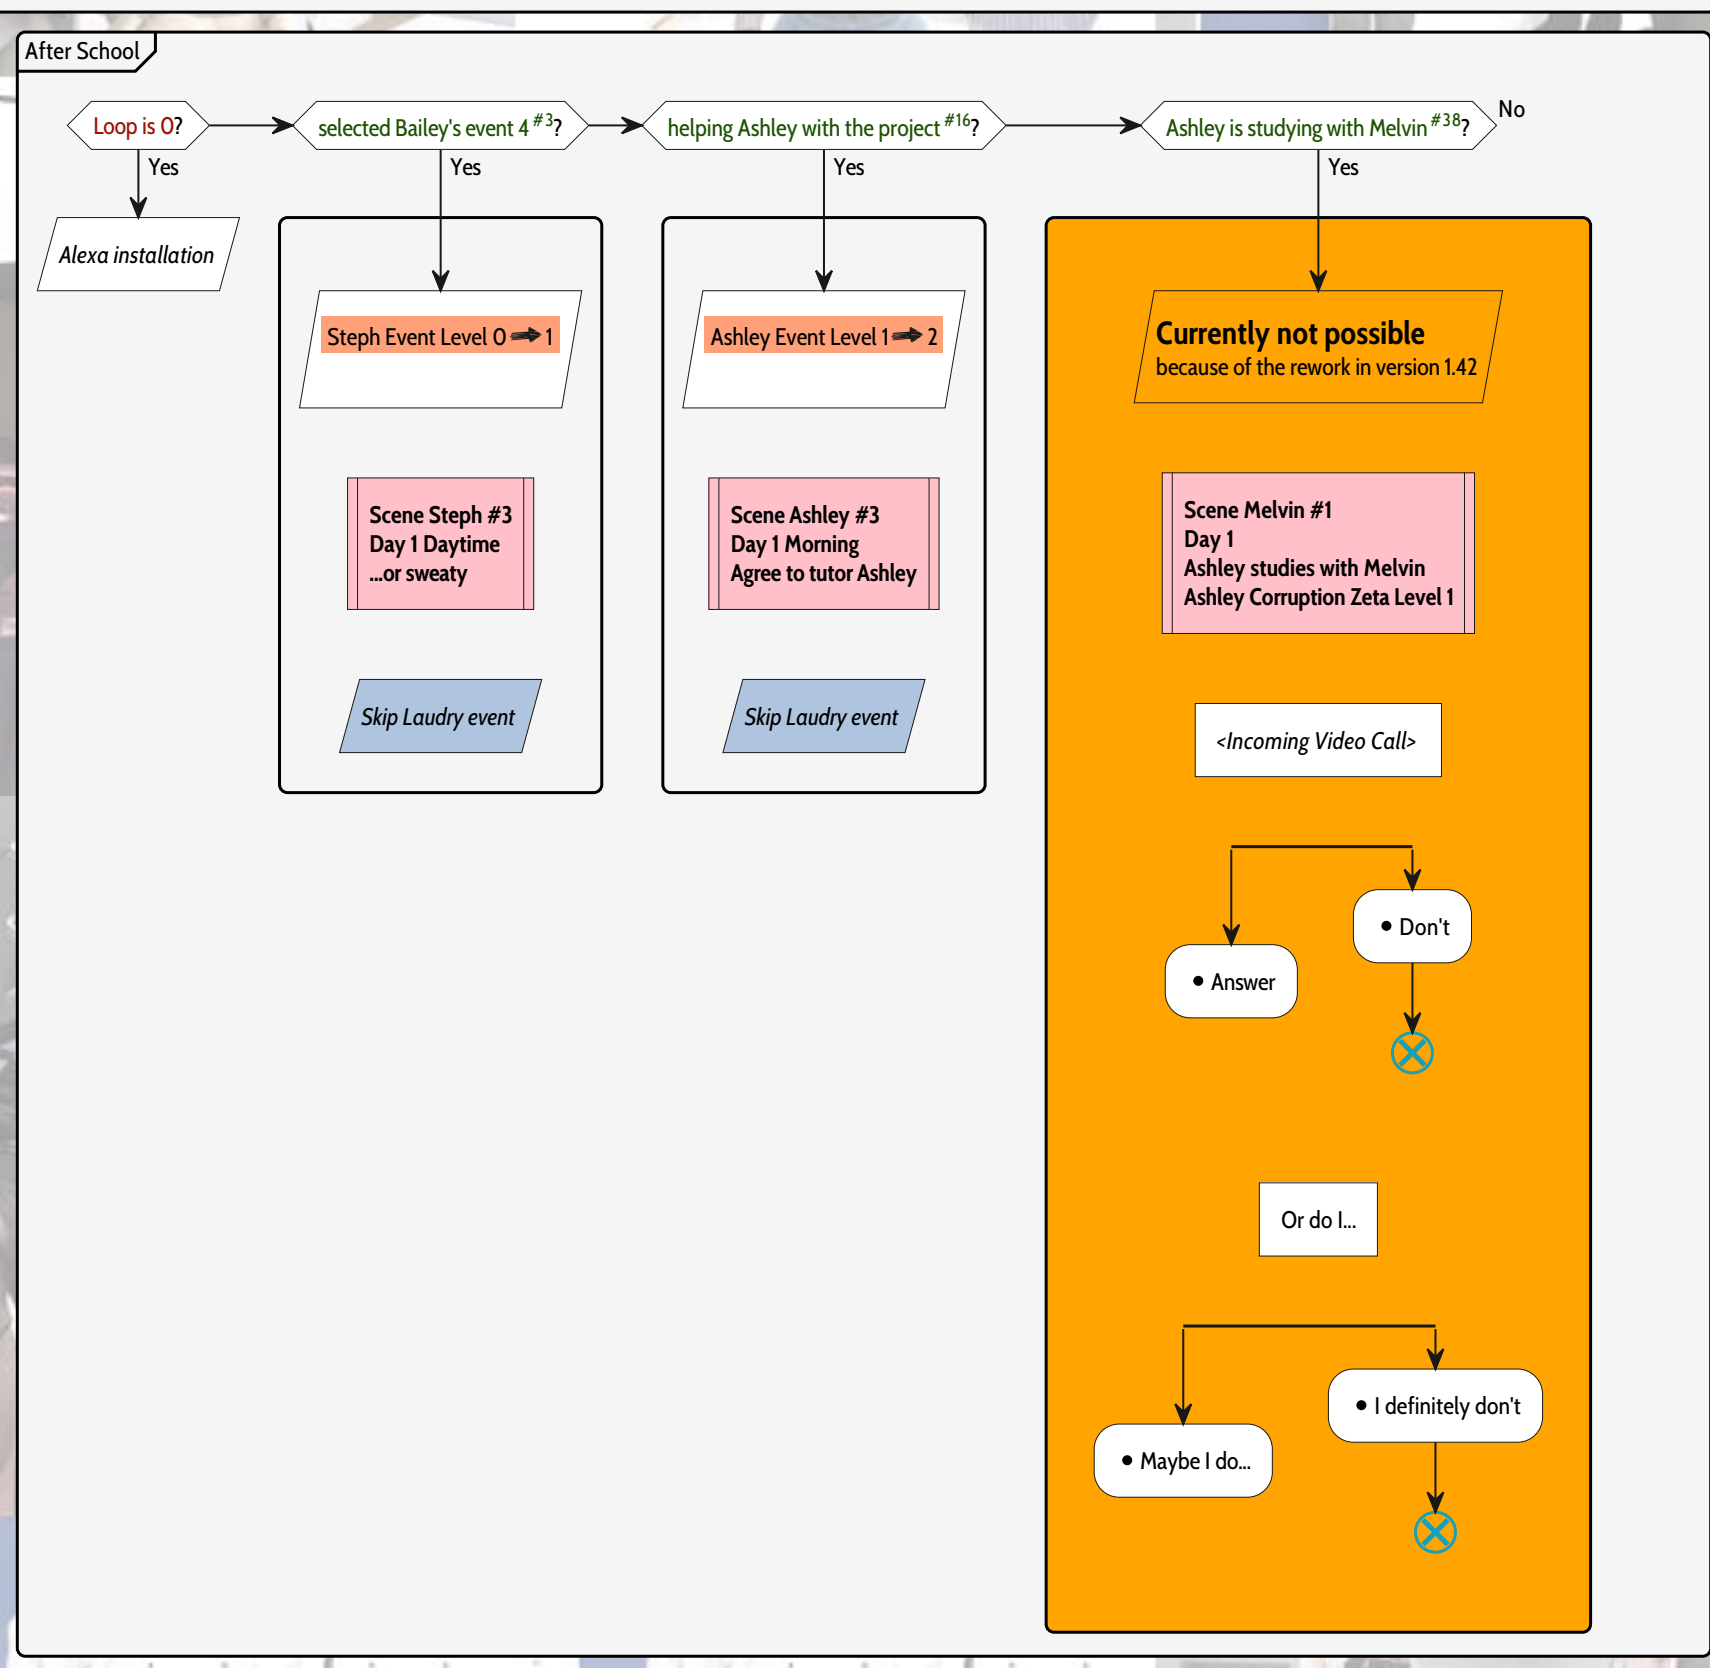 After School
Loop is 0?
Yes
Alexa installation
selected Bailey's event 4 #3?
Yes
Steph Event Level 0 ⇒ 1
Scene Steph #3
Day 1 Daytime
...or sweaty
Skip Laudry event
helping Ashley with the project #16?
Yes
Ashley Event Level 1 ⇒ 2
Scene Ashley #3
Day 1 Morning
Agree to tutor Ashley
Skip Laudry event
Ashley is studying with Melvin #38?
No
Yes
Currently not possible
because of the rework in version 1.42
Scene Melvin #1
Day 1
Ashley studies with Melvin
Ashley Corruption Zeta Level 1
<Incoming Video Call>
• Don't
• Answer
Or do I...
• I definitely don't
• Maybe I do...